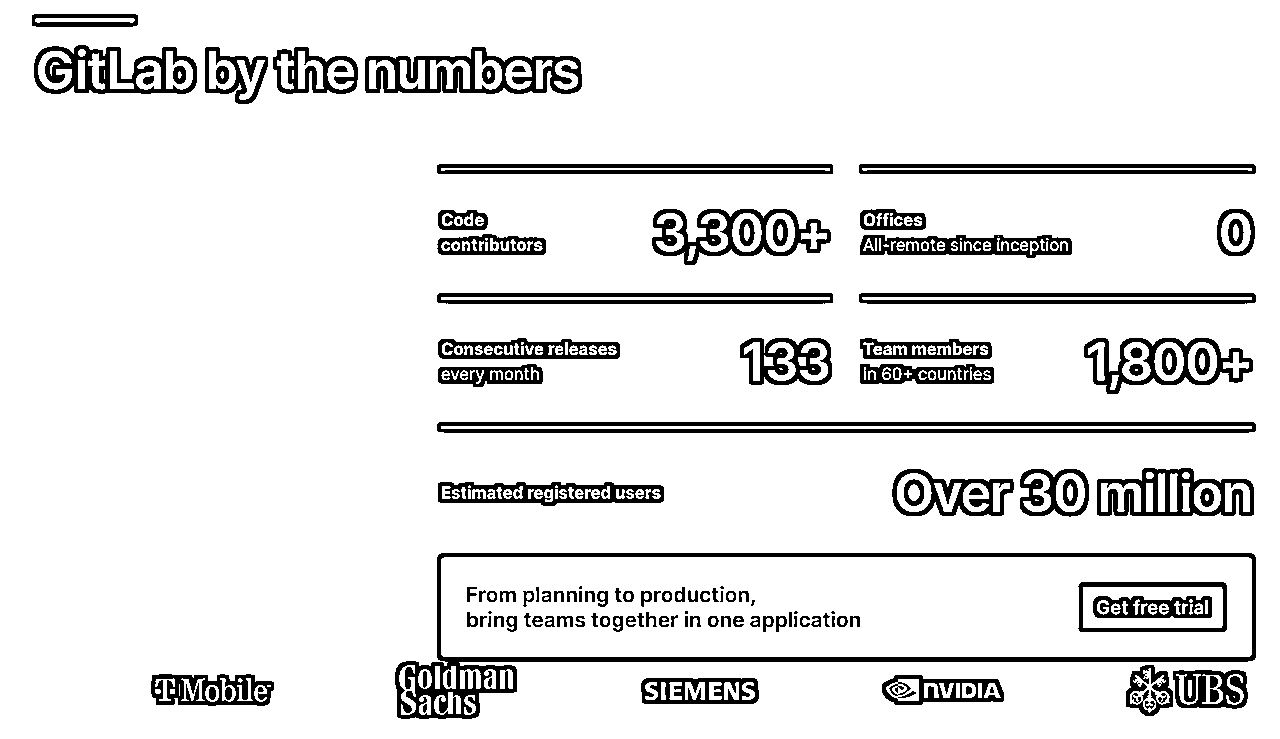 GitLab by the numbers
Code
contributors
3,300+
Offices
All-remote since inception
0
Consecutive releases
every month
133
Team members
in 60+ countries
1,800+
Estimated registered users
Over 30 million
From planning to production,
bring teams together in one application
Get free trial
T Mobile
Goldman
Sachs
SIEMENS
NVIDIA
UBS